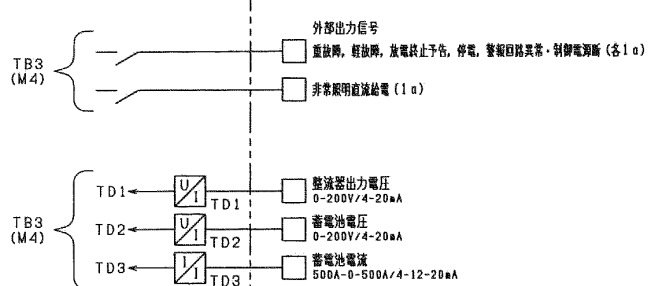 外部出力信号
TB3
(M4)
重故障, 軽故障, 放電終止予告, 停電, 警報回路異常・制御電源断 (各1a)
非常照明直流給電 (1a)
TB3
(M4)
TD1
U/I
TD1
整流器出力電圧
0-200V/4-20mA
TD2
U/I
TD2
蓄電池電圧
0-200V/4-20mA
TD3
I/I
TD3
蓄電池電流
500A-0-500A/4-12-20mA